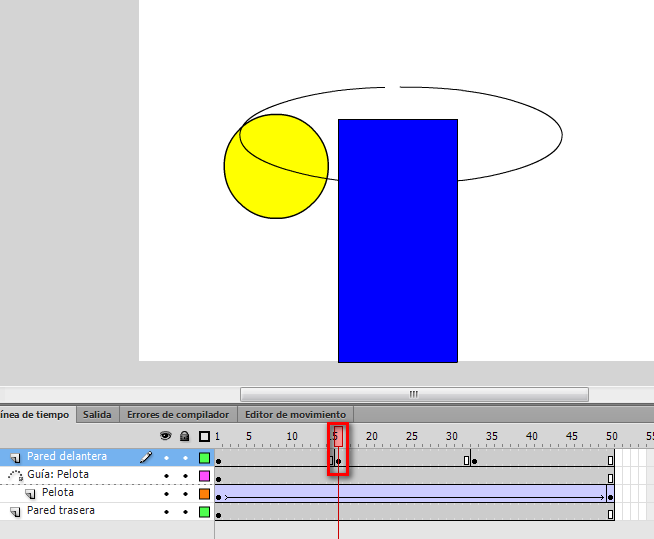 ínea de tiempo Salida Errores de compilador Editor de movimiento
1 5 10 15 20 25 30 35 40 45 50 55
Pared delantera
Guía: Pelota
Pelota
Pared trasera